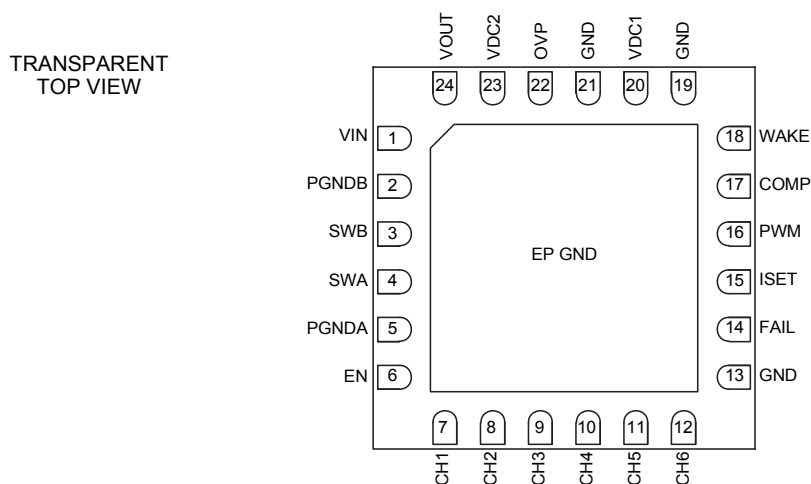 TRANSPARENT
TOP VIEW
VOUT
VDC2
OVP
GND
VDC1
GND
24
23
22
21
20
19
VIN 1
PGNDB 2
SWB 3
SWA 4
PGNDA 5
EN 6
EP GND
18 WAKE
17 COMP
16 PWM
15 ISET
14 FAIL
13 GND
7
8
9
10
11
12
CH1
CH2
CH3
CH4
CH5
CH6